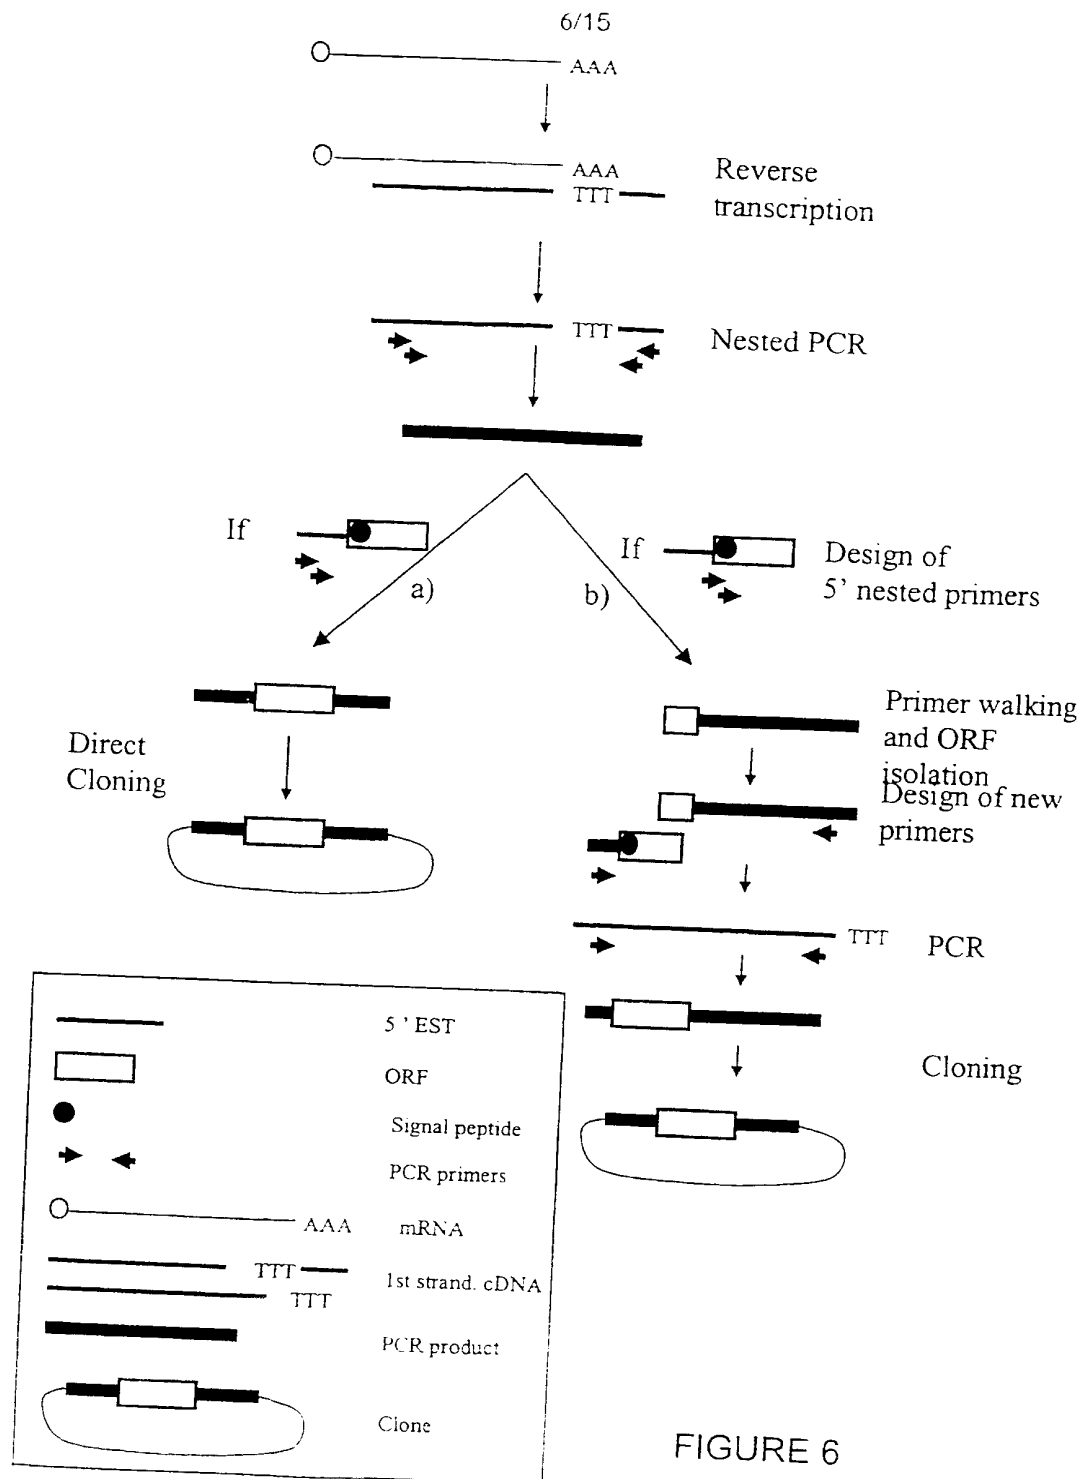 6/15
AAA
AAA
TTT
Reverse
transcription
TTT
Nested PCR
If
a)
If
b)
Design of
5' nested primers
Direct
Cloning
Primer walking
and ORF
isolation
Design of new
primers
TTT
PCR
Cloning
5 ' EST
ORF
Signal peptide
PCR primers
AAA
mRNA
TTT
TTT
1st strand. cDNA
PCR product
Clone
FIGURE 6